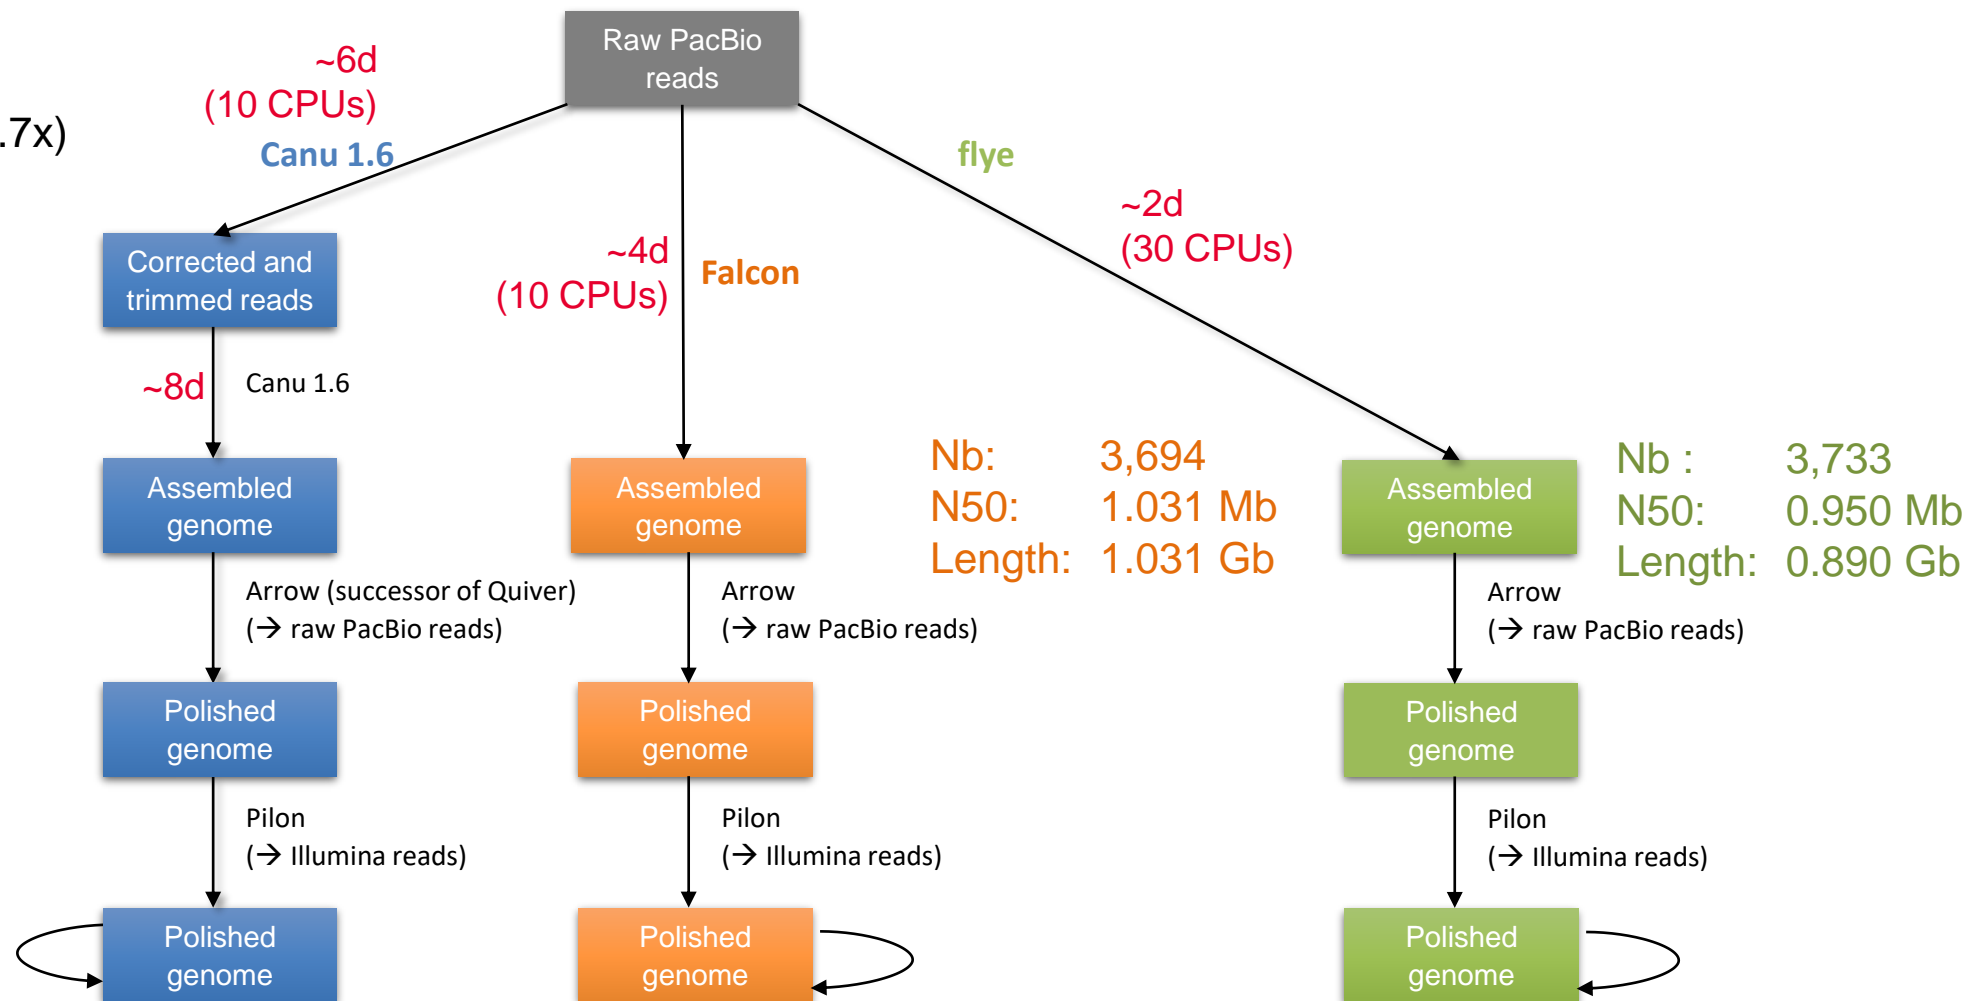 Raw PacBio
reads
~6d
(10 CPUs)
.7x)
Canu 1.6
flye
~2d
(30 CPUs)
~4d
(10 CPUs)
Falcon
Corrected and
trimmed reads
~8d
Canu 1.6
Assembled
genome
Assembled
genome
Nb: 3,694
N50: 1.031 Mb
Length: 1.031 Gb
Assembled
genome
Nb : 3,733
N50: 0.950 Mb
Length: 0.890 Gb
Arrow (successor of Quiver)
(→ raw PacBio reads)
Arrow
(→ raw PacBio reads)
Arrow
(→ raw PacBio reads)
Polished
genome
Polished
genome
Polished
genome
Pilon
(→ Illumina reads)
Pilon
(→ Illumina reads)
Pilon
(→ Illumina reads)
Polished
genome
Polished
genome
Polished
genome